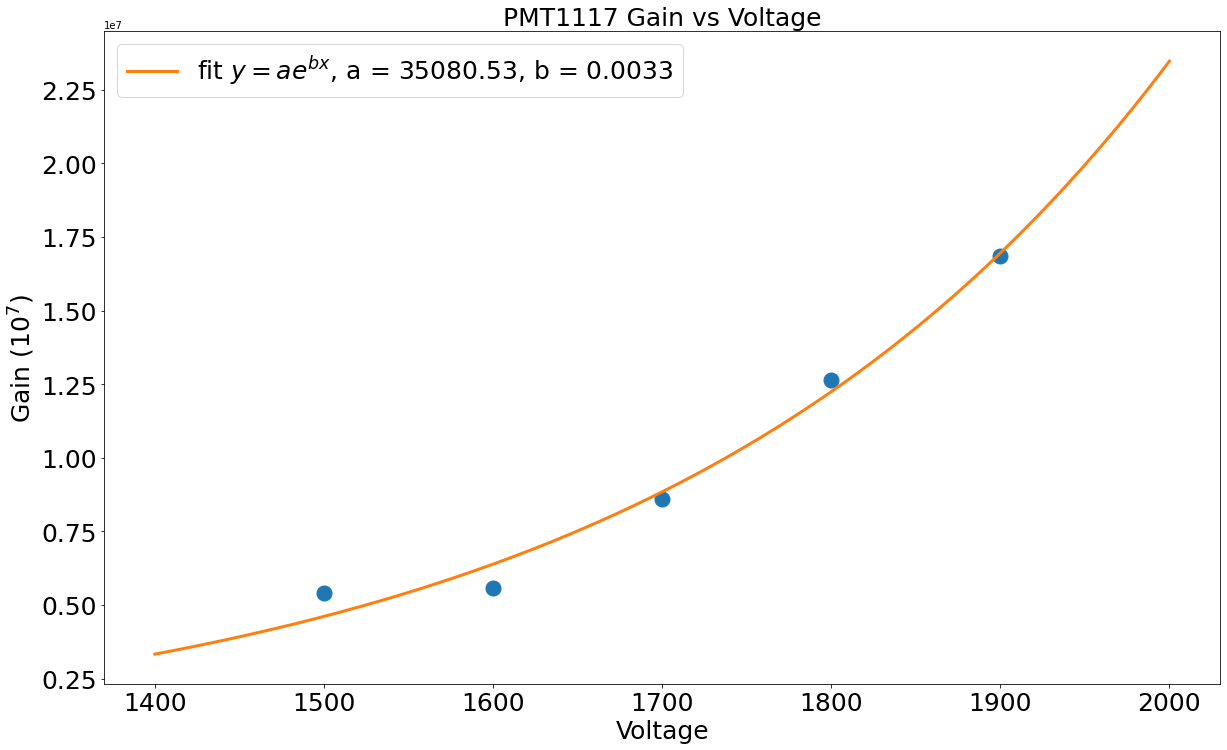 PMT1117 Gain vs Voltage
1e7
fit y = ae^{bx}, a = 35080.53, b = 0.0033
2.25
2.00
1.75
1.50
1.25
1.00
0.75
0.50
0.25
Gain (10^7)
1400 1500 1600 1700 1800 1900 2000
Voltage